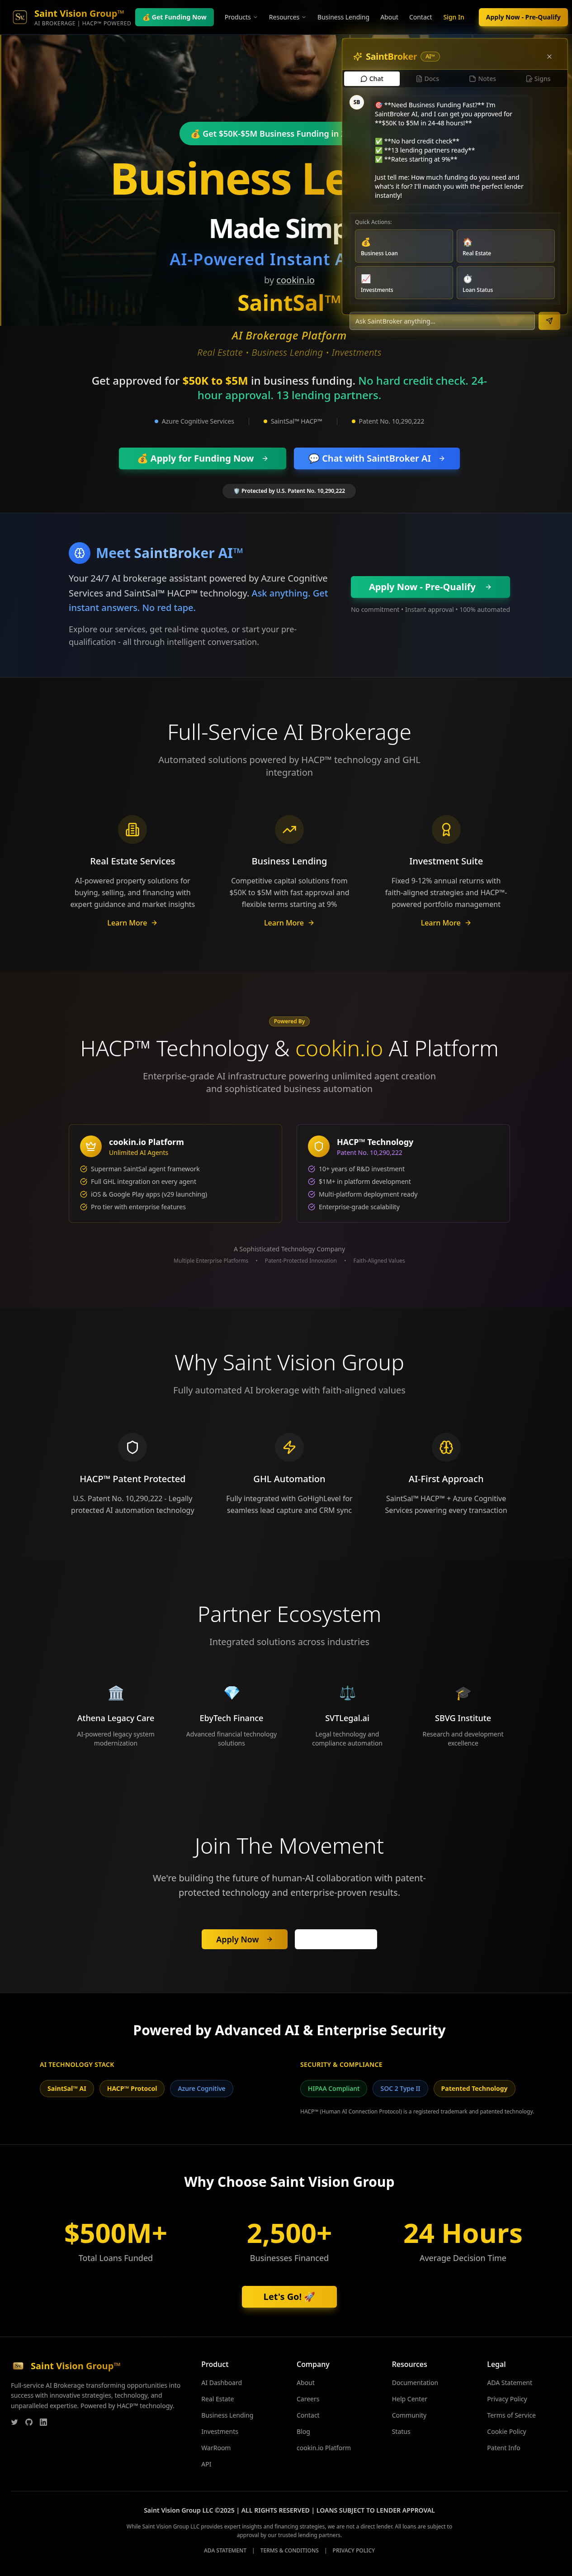 Saint Vision Group™
AI BROKERAGE | HACP™ POWERED
💰 Get Funding Now
Products
Resources
Business Lending
About
Contact
Sign In
Apply Now - Pre-Qualify
SaintBroker AI™
Chat
Docs
Notes
Signs
SB
🎯 **Need Business Funding Fast?** I'm
SaintBroker AI, and I can get you approved for
**$50K to $5M in 24-48 hours!**
✅ **No hard credit check**
✅ **13 lending partners ready**
✅ **Rates starting at 9%**
Just tell me: How much funding do you need and
what's it for? I'll match you with the perfect lender
instantly!
Quick Actions:
💰
Business Loan
🏠
Real Estate
📈
Investments
⏱️
Loan Status
Ask SaintBroker anything...
💰 Get $50K-$5M Business Funding in
Business Le
Made Simp
AI-Powered Instant A
by cookin.io
SaintSal™
AI Brokerage Platform
Real Estate • Business Lending • Investments
Get approved for $50K to $5M in business funding. No hard credit check. 24-
hour approval. 13 lending partners.
Azure Cognitive Services
SaintSal™ HACP™
Patent No. 10,290,222
💰 Apply for Funding Now
💬 Chat with SaintBroker AI
🛡️ Protected by U.S. Patent No. 10,290,222
Meet SaintBroker AI™
Your 24/7 AI brokerage assistant powered by Azure Cognitive
Services and SaintSal™ HACP™ technology. Ask anything. Get
instant answers. No red tape.
Explore our services, get real-time quotes, or start your pre-
qualification - all through intelligent conversation.
Apply Now - Pre-Qualify
No commitment • Instant approval • 100% automated
Full-Service AI Brokerage
Automated solutions powered by HACP™ technology and GHL
integration
Real Estate Services
AI-powered property solutions for
buying, selling, and financing with
expert guidance and market insights
Learn More
Business Lending
Competitive capital solutions from
$50K to $5M with fast approval and
flexible terms starting at 9%
Learn More
Investment Suite
Fixed 9-12% annual returns with
faith-aligned strategies and HACP™-
powered portfolio management
Learn More
Powered By
HACP™ Technology & cookin.io AI Platform
Enterprise-grade AI infrastructure powering unlimited agent creation
and sophisticated business automation
cookin.io Platform
Unlimited AI Agents
Superman SaintSal agent framework
Full GHL integration on every agent
iOS & Google Play apps (v29 launching)
Pro tier with enterprise features
HACP™ Technology
Patent No. 10,290,222
10+ years of R&D investment
$1M+ in platform development
Multi-platform deployment ready
Enterprise-grade scalability
A Sophisticated Technology Company
Multiple Enterprise Platforms • Patent-Protected Innovation • Faith-Aligned Values
Why Saint Vision Group
Fully automated AI brokerage with faith-aligned values
HACP™ Patent Protected
U.S. Patent No. 10,290,222 - Legally
protected AI automation technology
GHL Automation
Fully integrated with GoHighLevel for
seamless lead capture and CRM sync
AI-First Approach
SaintSal™ HACP™ + Azure Cognitive
Services powering every transaction
Partner Ecosystem
Integrated solutions across industries
Athena Legacy Care
AI-powered legacy system
modernization
EbyTech Finance
Advanced financial technology
solutions
SVTLegal.ai
Legal technology and
compliance automation
SBVG Institute
Research and development
excellence
Join The Movement
We're building the future of human-AI collaboration with patent-
protected technology and enterprise-proven results.
Apply Now
Powered by Advanced AI & Enterprise Security
AI TECHNOLOGY STACK
SaintSal™ AI
HACP™ Protocol
Azure Cognitive
SECURITY & COMPLIANCE
HIPAA Compliant
SOC 2 Type II
Patented Technology
HACP™ (Human AI Connection Protocol) is a registered trademark and patented technology.
Why Choose Saint Vision Group
$500M+
Total Loans Funded
2,500+
Businesses Financed
24 Hours
Average Decision Time
Let's Go! 🚀
Saint Vision Group™
Full-service AI Brokerage transforming opportunities into
success with innovative strategies, technology, and
unparalleled expertise. Powered by HACP™ technology.
Product
AI Dashboard
Real Estate
Business Lending
Investments
WarRoom
API
Company
About
Careers
Contact
Blog
cookin.io Platform
Resources
Documentation
Help Center
Community
Status
Legal
ADA Statement
Privacy Policy
Terms of Service
Cookie Policy
Patent Info
Saint Vision Group LLC ©2025 | ALL RIGHTS RESERVED | LOANS SUBJECT TO LENDER APPROVAL
While Saint Vision Group LLC provides expert insights and financing strategies, we are not a direct lender. All loans are subject to
approval by our trusted lending partners.
ADA STATEMENT | TERMS & CONDITIONS | PRIVACY POLICY